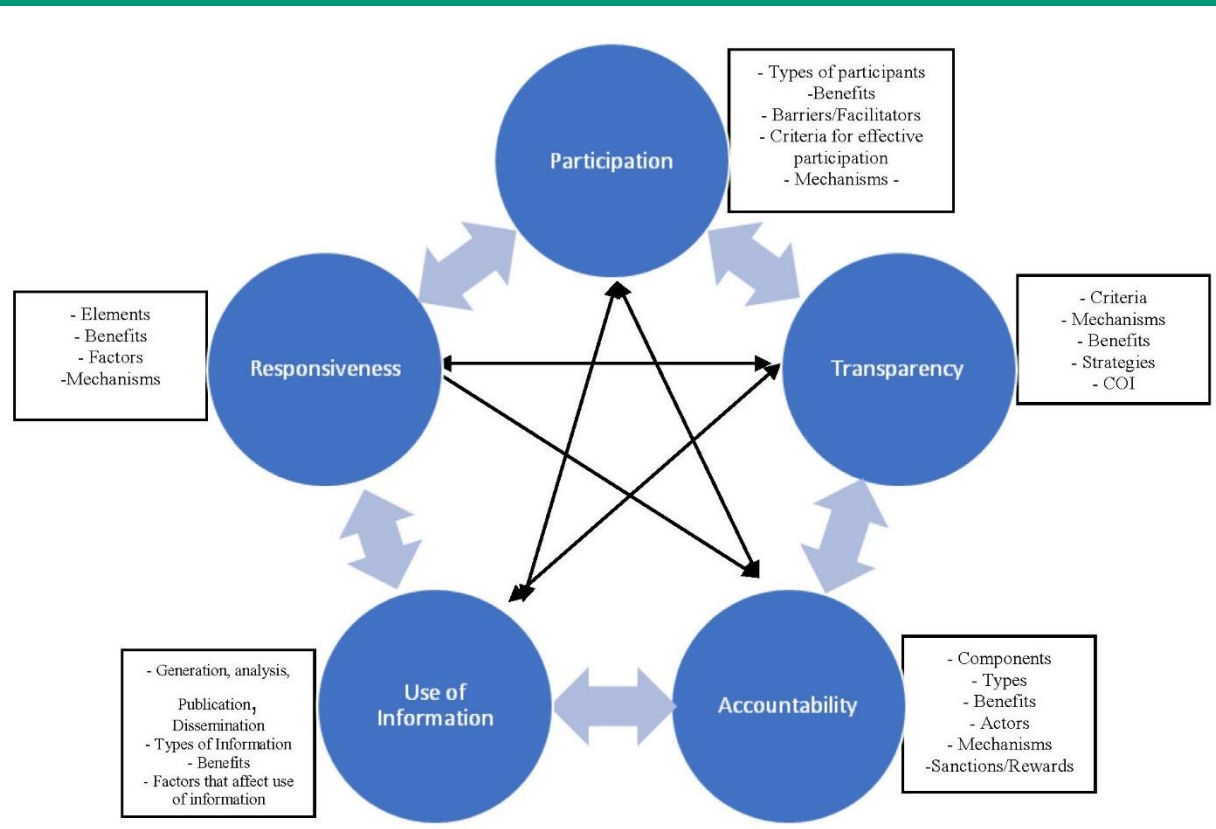 Participation
- Types of participants
-Benefits
- Barriers/Facilitators
- Criteria for effective
participation
- Mechanisms -
- Elements
- Benefits
- Factors
-Mechanisms
Responsiveness
Transparency
- Criteria
- Mechanisms
- Benefits
- Strategies
- COI
- Generation, analysis,
Publication,
Dissemination
- Types of Information
- Benefits
- Factors that affect use
of information
Use of
Information
Accountability
- Components
- Types
- Benefits
- Actors
- Mechanisms
-Sanctions/Rewards